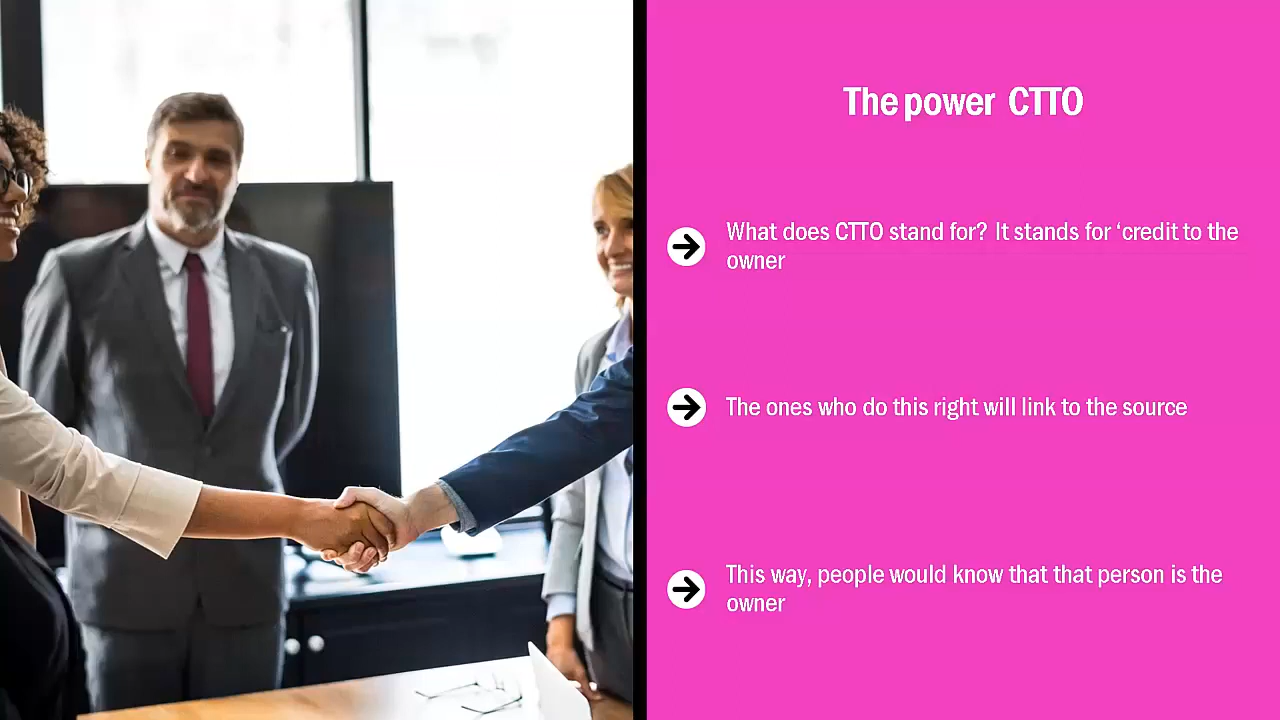 The power CTTO
What does CTTO stand for? It stands for ‘credit to the
owner
The ones who do this right will link to the source
This way, people would know that that person is the
owner